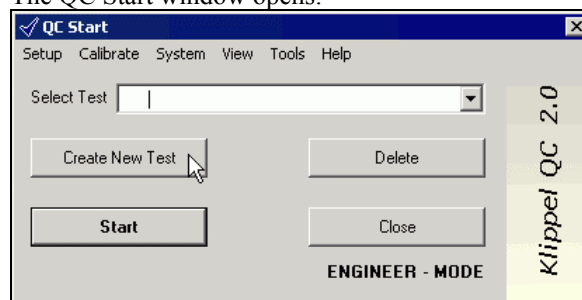 The QC Start window opens.
QC Start
Setup Calibrate System View Tools Help
Select Test
Create New Test
Delete
Start
Close
ENGINEER - MODE
Klippel QC 2.0